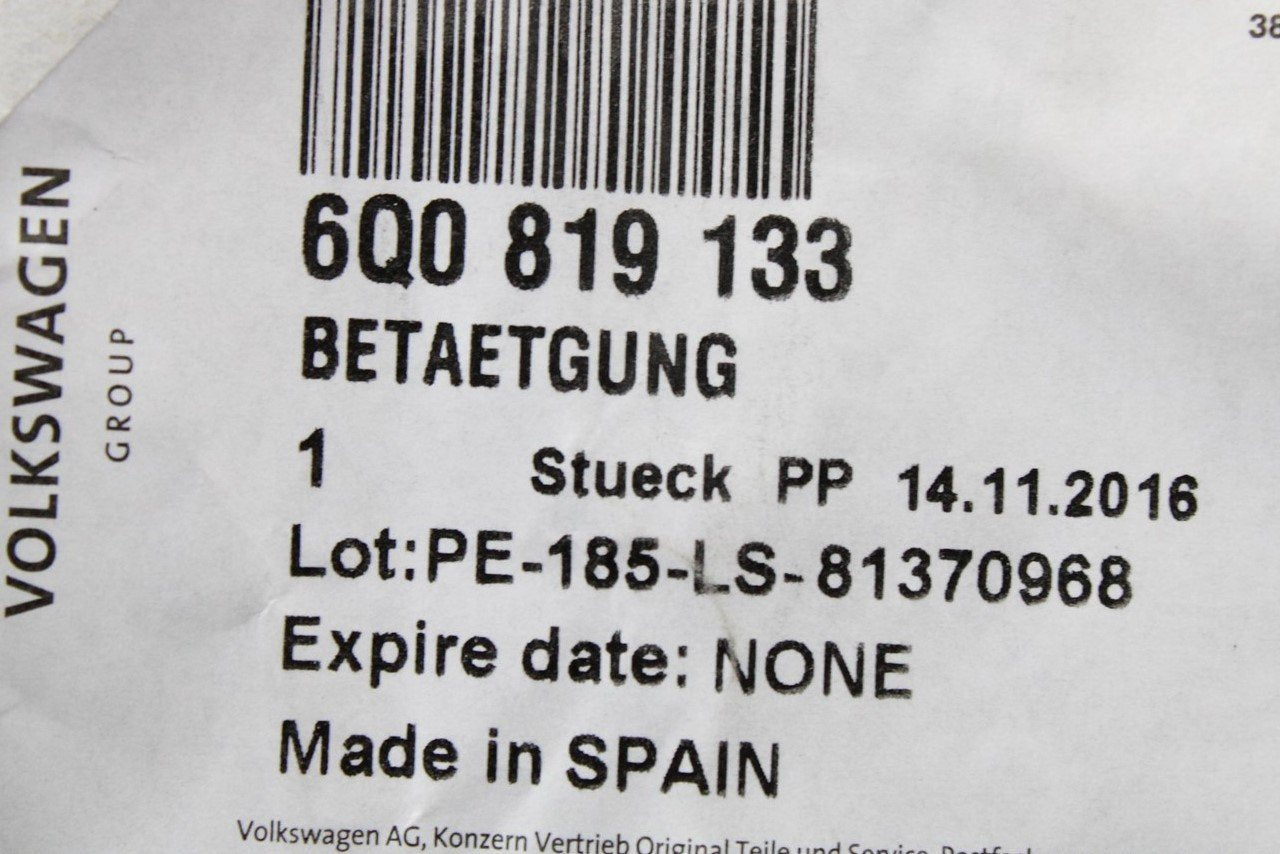 38
VOLKSWAGEN
GROUP
6Q0 819 133
BETAETGUNG
1 Stueck PP 14.11.2016
Lot:PE-185-LS-81370968
Expire date: NONE
Made in SPAIN
Volkswagen AG, Konzern Vertrieb Original Teile und Service,